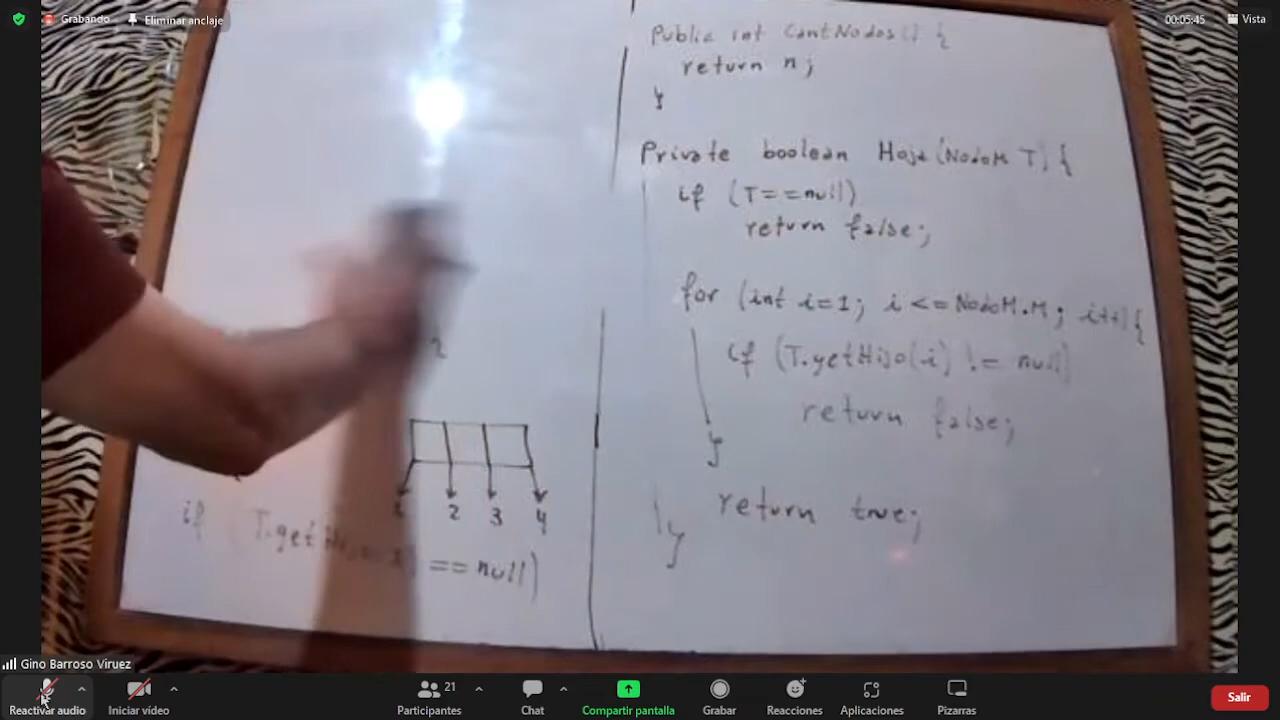 Grabando
Eliminar anclaje
00:05:45
Vista
Public int CantNodos() {
return n;
}
Private boolean Hoja(NodoM T) {
if (T==null)
return false;
for (int i=1; i<=NodoM.M; i++) {
if (T.getHijo(i) != null)
return false;
}
return true;
}
2 3 4
if (T.get == null)
Gino Barroso Viruez
Reactivar audio
Iniciar vídeo
21
Participantes
Chat
Compartir pantalla
Grabar
Reacciones
Aplicaciones
Pizarras
Salir